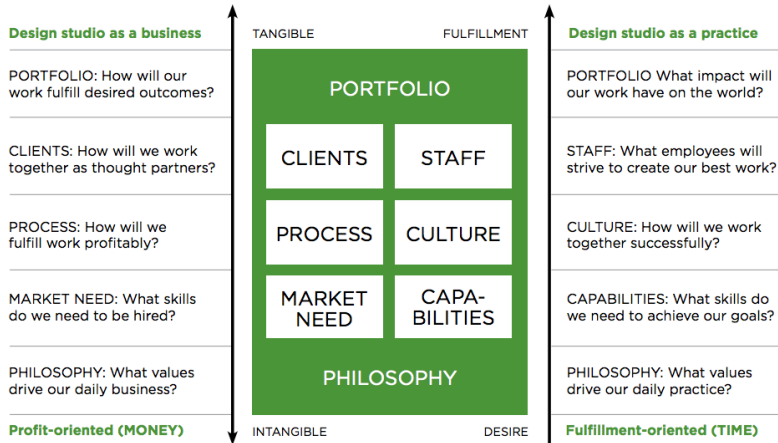 Design studio as a business
PORTFOLIO: How will our
work fulfill desired outcomes?
CLIENTS: How will we work
together as thought partners?
PROCESS: How will we
fulfill work profitably?
MARKET NEED: What skills
do we need to be hired?
PHILOSOPHY: What values
drive our daily business?
Profit-oriented (MONEY)
TANGIBLE
FULFILLMENT
PORTFOLIO
CLIENTS
STAFF
PROCESS
CULTURE
MARKET
NEED
CAPA-
BILITIES
PHILOSOPHY
INTANGIBLE
DESIRE
Design studio as a practice
PORTFOLIO What impact will
our work have on the world?
STAFF: What employees will
strive to create our best work?
CULTURE: How will we work
together successfully?
CAPABILITIES: What skills do
we need to achieve our goals?
PHILOSOPHY: What values
drive our daily practice?
Fulfillment-oriented (TIME)